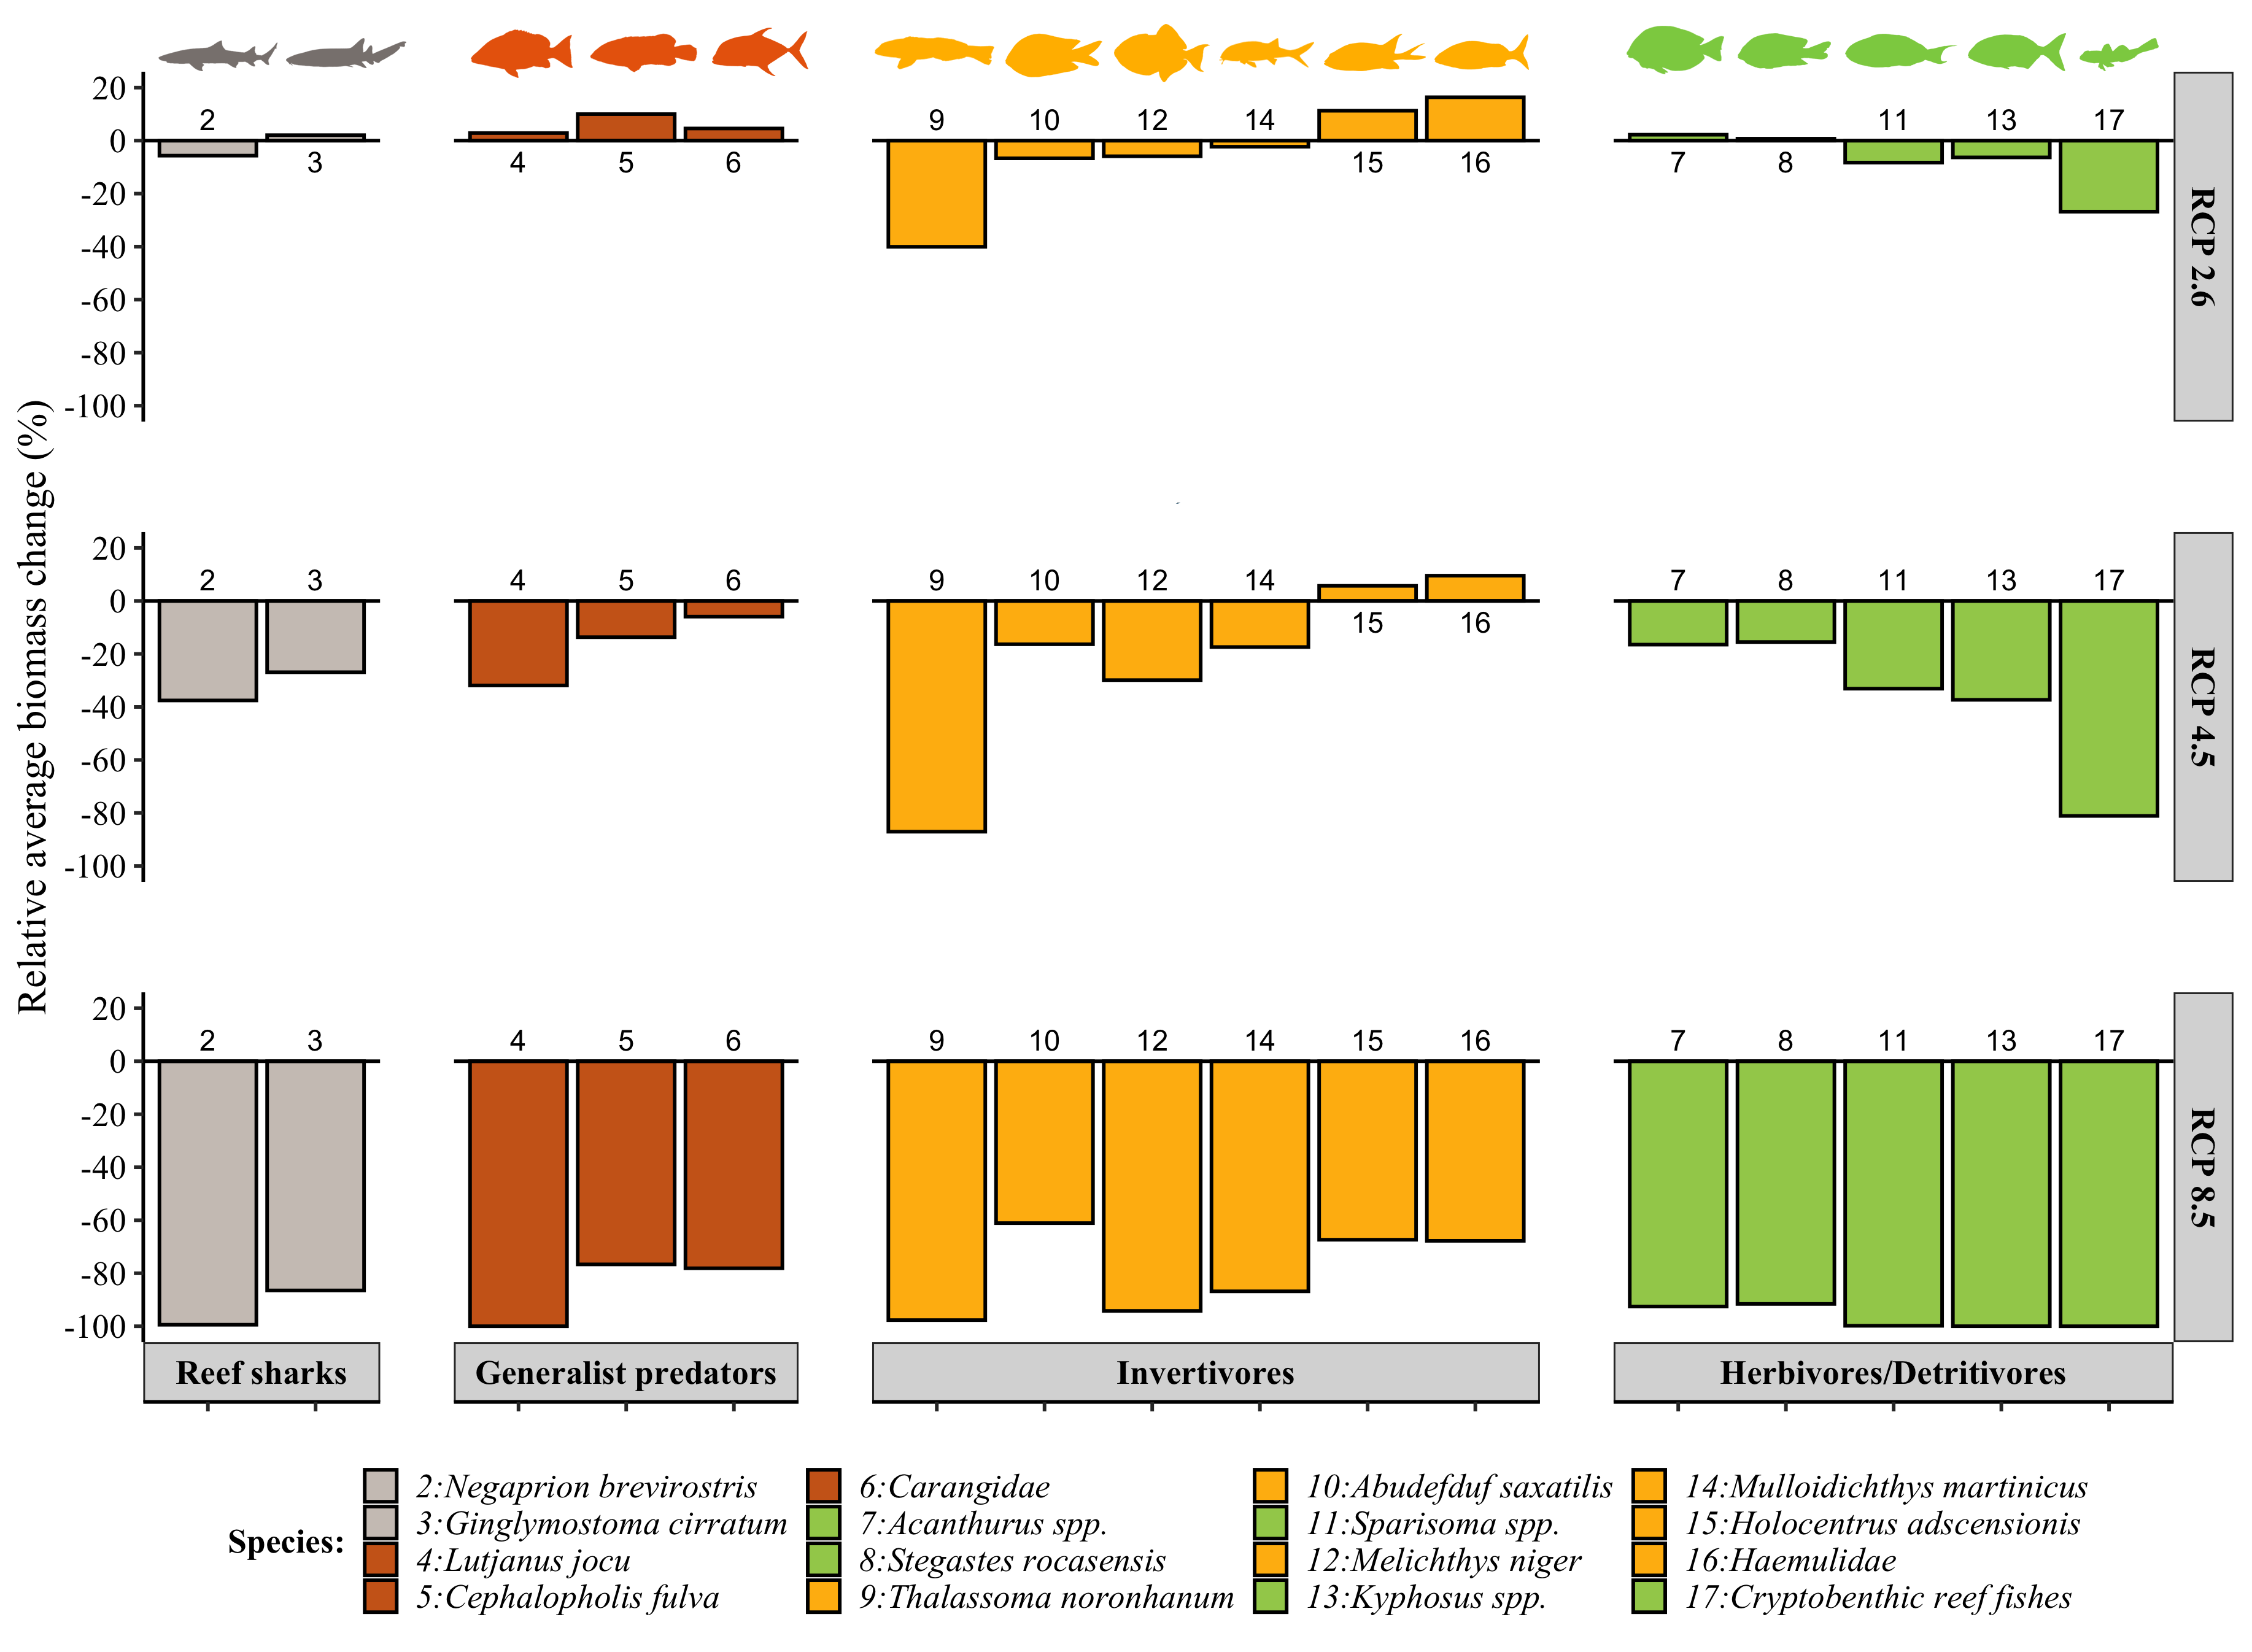 Relative average biomass change (%)
20
0
-20
-40
-60
-80
-100
2 9 10 12 14 11 13 17
3 4 5 6 15 16 7 8
RCP 2.6
20
0
-20
-40
-60
-80
-100
2 3 4 5 6 9 10 12 14 7 8 11 13 17
15 16
RCP 4.5
20
0
-20
-40
-60
-80
-100
2 3 4 5 6 9 10 12 14 15 16 7 8 11 13 17
RCP 8.5
Reef sharks Generalist predators Invertivores Herbivores/Detritivores
Species:
2:Negaprion brevirostris
3:Ginglymostoma cirratum
4:Lutjanus jocu
5:Cephalopholis fulva
6:Carangidae
7:Acanthurus spp.
8:Stegastes rocasensis
9:Thalassoma noronhanum
10:Abudefduf saxatilis
11:Sparisoma spp.
12:Melichthys niger
13:Kyphosus spp.
14:Mulloidichthys martinicus
15:Holocentrus adscensionis
16:Haemulidae
17:Cryptobenthic reef fishes